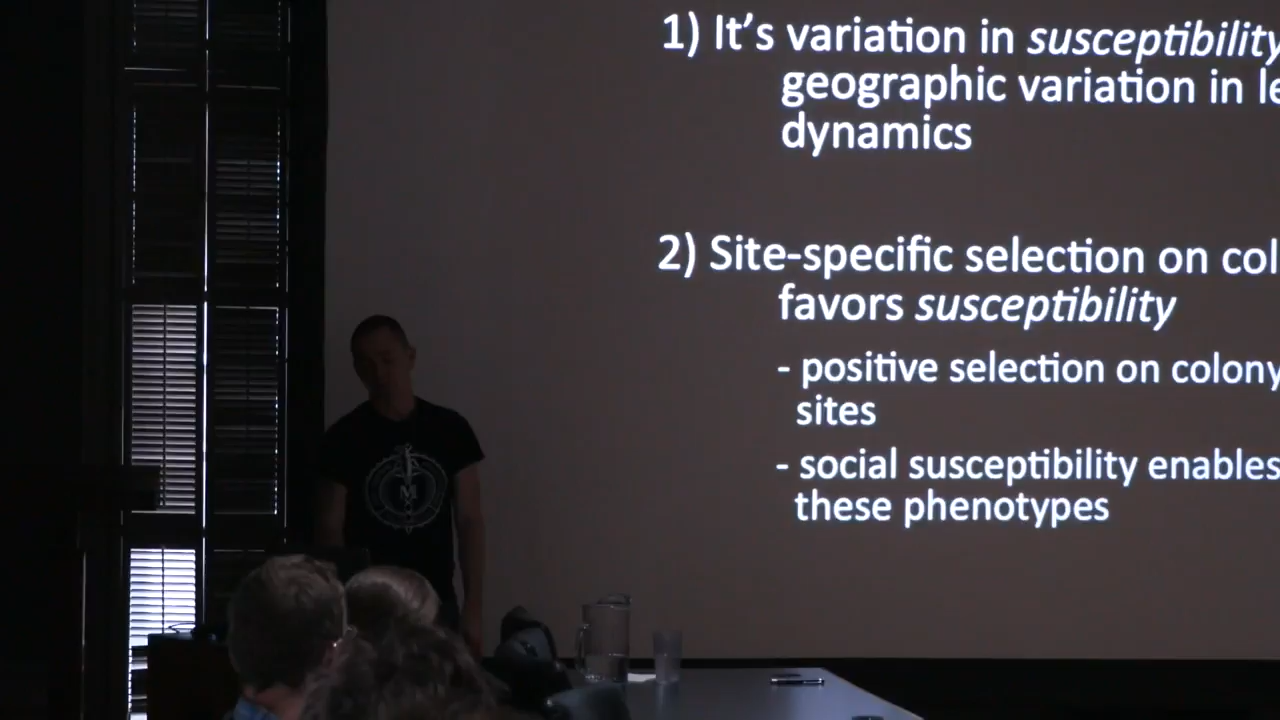 1) It's variation in susceptibility
geographic variation in le
dynamics
2) Site-specific selection on col
favors susceptibility
- positive selection on colony
sites
- social susceptibility enables
these phenotypes
M